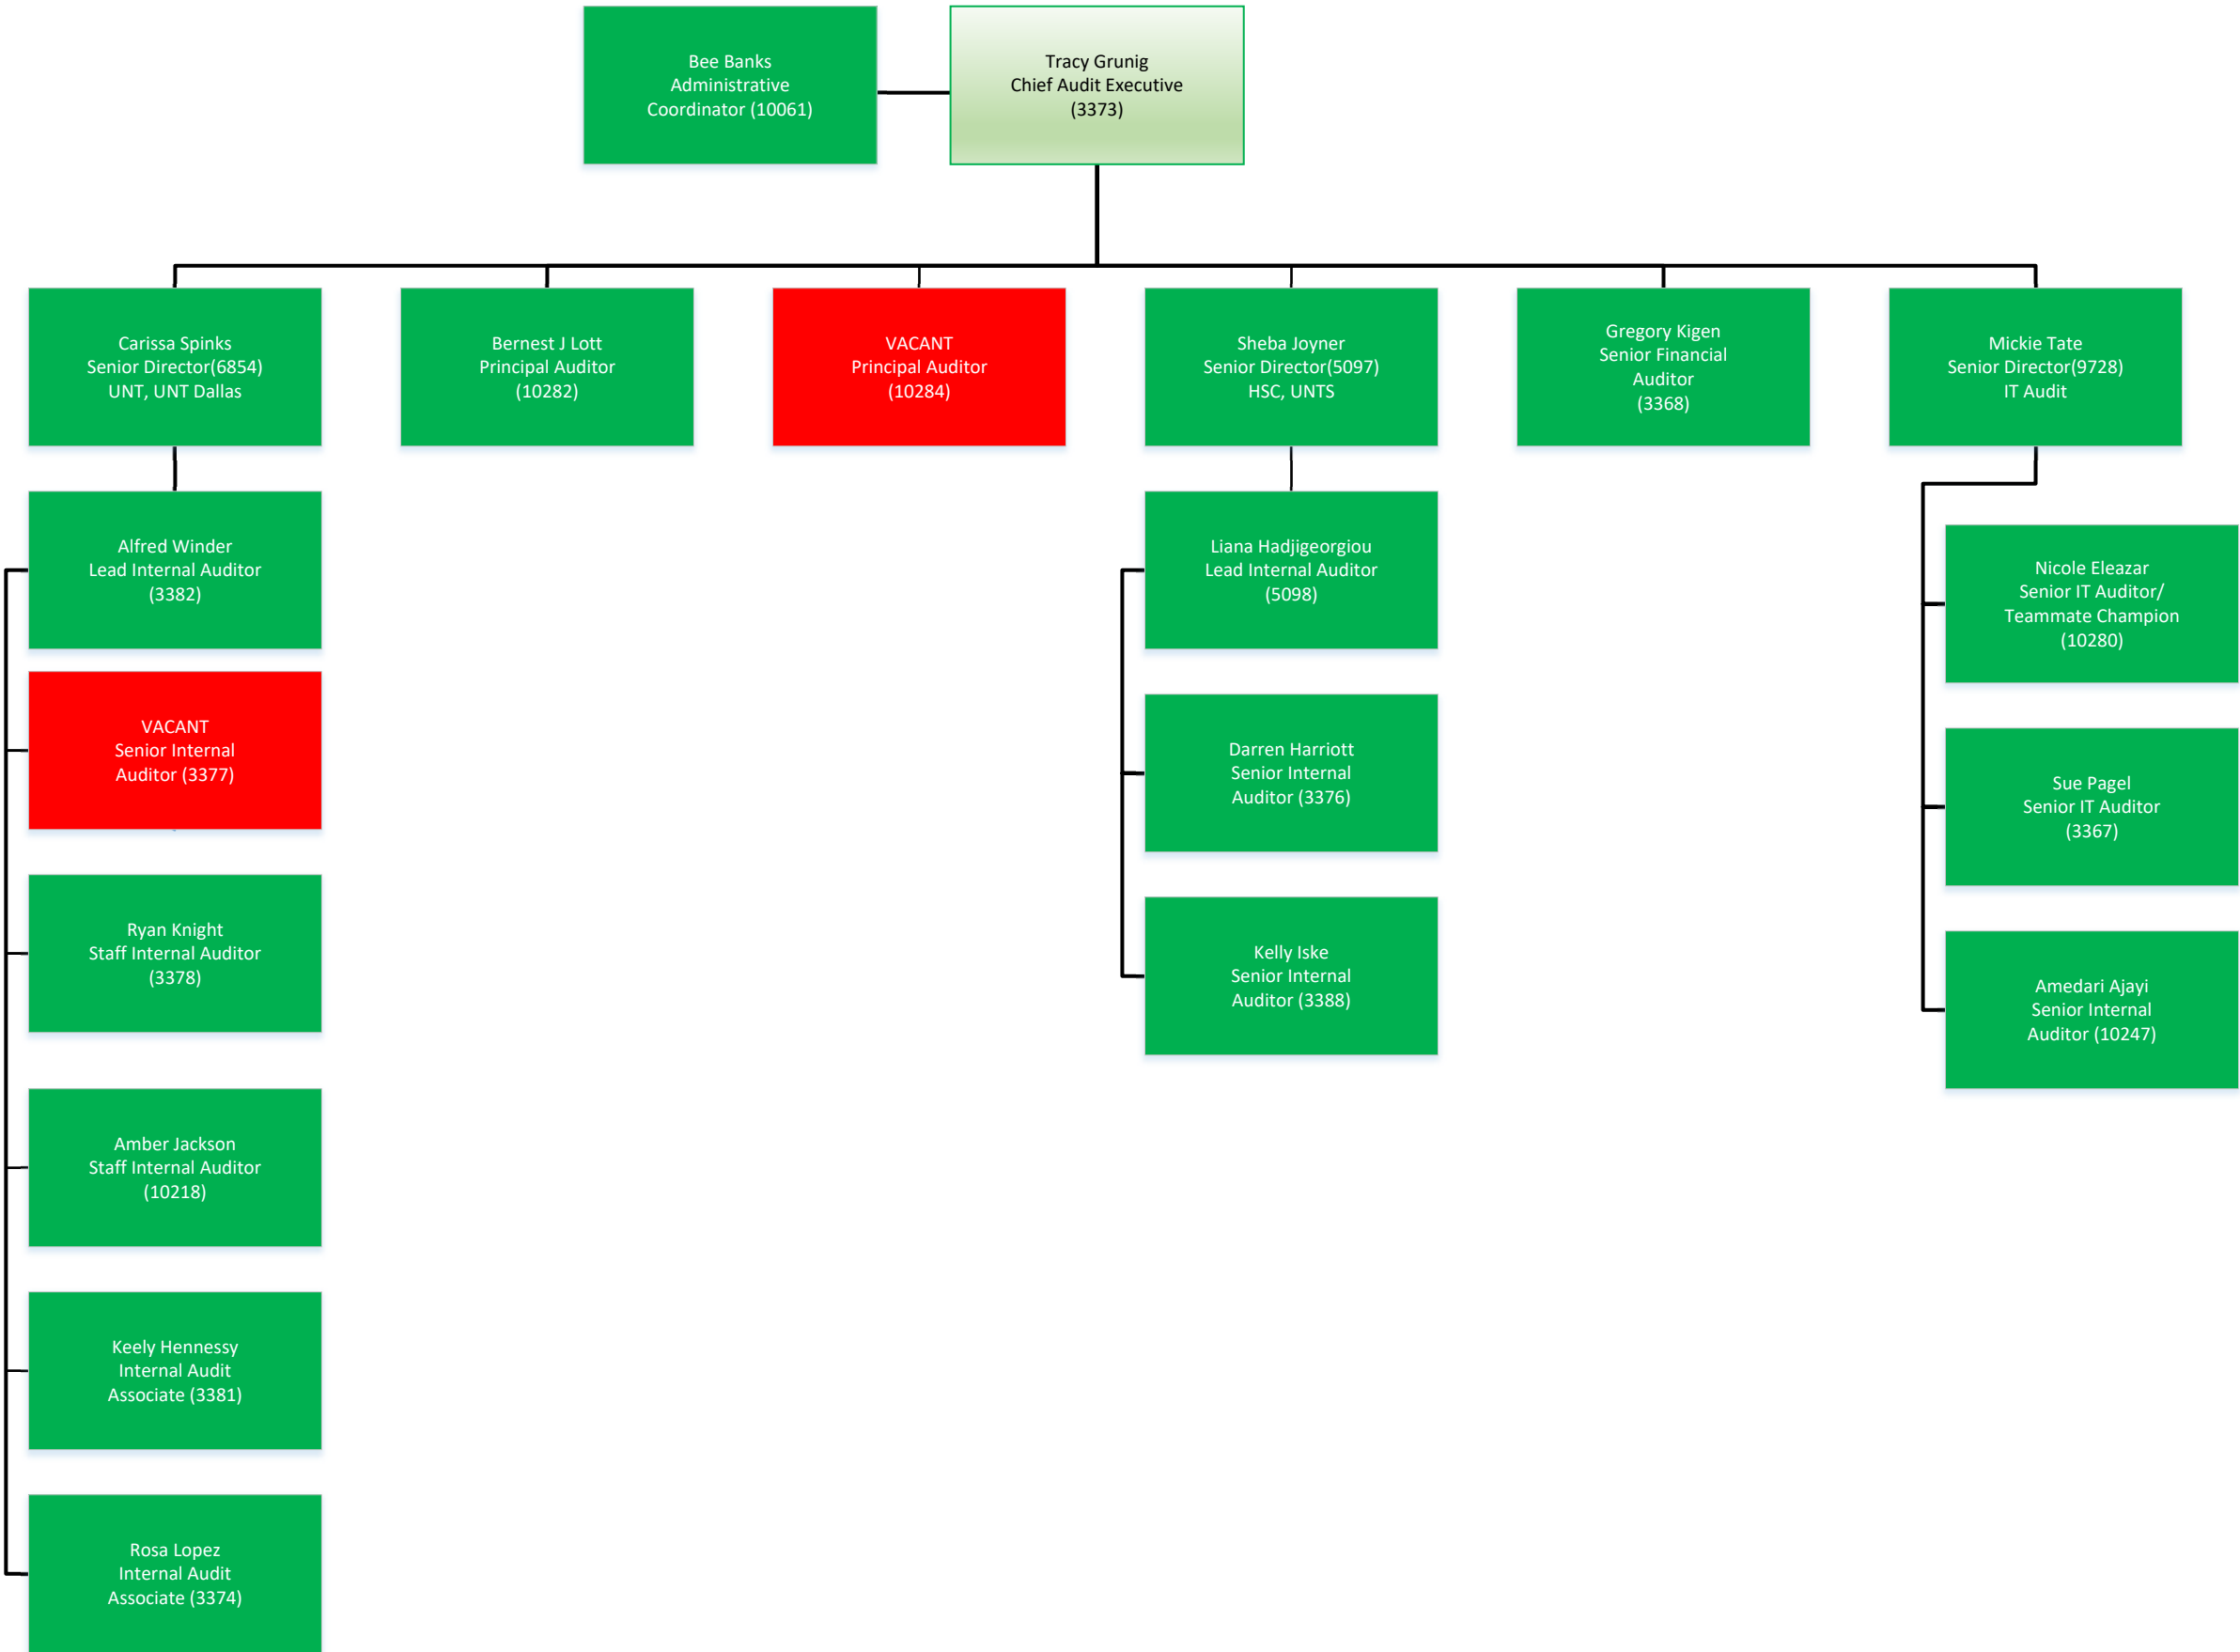 Bee Banks
Administrative
Coordinator (10061)
Tracy Grunig
Chief Audit Executive
(3373)
Carissa Spinks
Senior Director(6854)
UNT, UNT Dallas
Bernest J Lott
Principal Auditor
(10282)
VACANT
Principal Auditor
(10284)
Sheba Joyner
Senior Director(5097)
HSC, UNTS
Gregory Kigen
Senior Financial
Auditor
(3368)
Mickie Tate
Senior Director(9728)
IT Audit
Alfred Winder
Lead Internal Auditor
(3382)
VACANT
Senior Internal
Auditor (3377)
Ryan Knight
Staff Internal Auditor
(3378)
Amber Jackson
Staff Internal Auditor
(10218)
Keely Hennessy
Internal Audit
Associate (3381)
Rosa Lopez
Internal Audit
Associate (3374)
Liana Hadjigeorgiou
Lead Internal Auditor
(5098)
Darren Harriott
Senior Internal
Auditor (3376)
Kelly Iske
Senior Internal
Auditor (3388)
Nicole Eleazar
Senior IT Auditor/
Teammate Champion
(10280)
Sue Pagel
Senior IT Auditor
(3367)
Amedari Ajayi
Senior Internal
Auditor (10247)